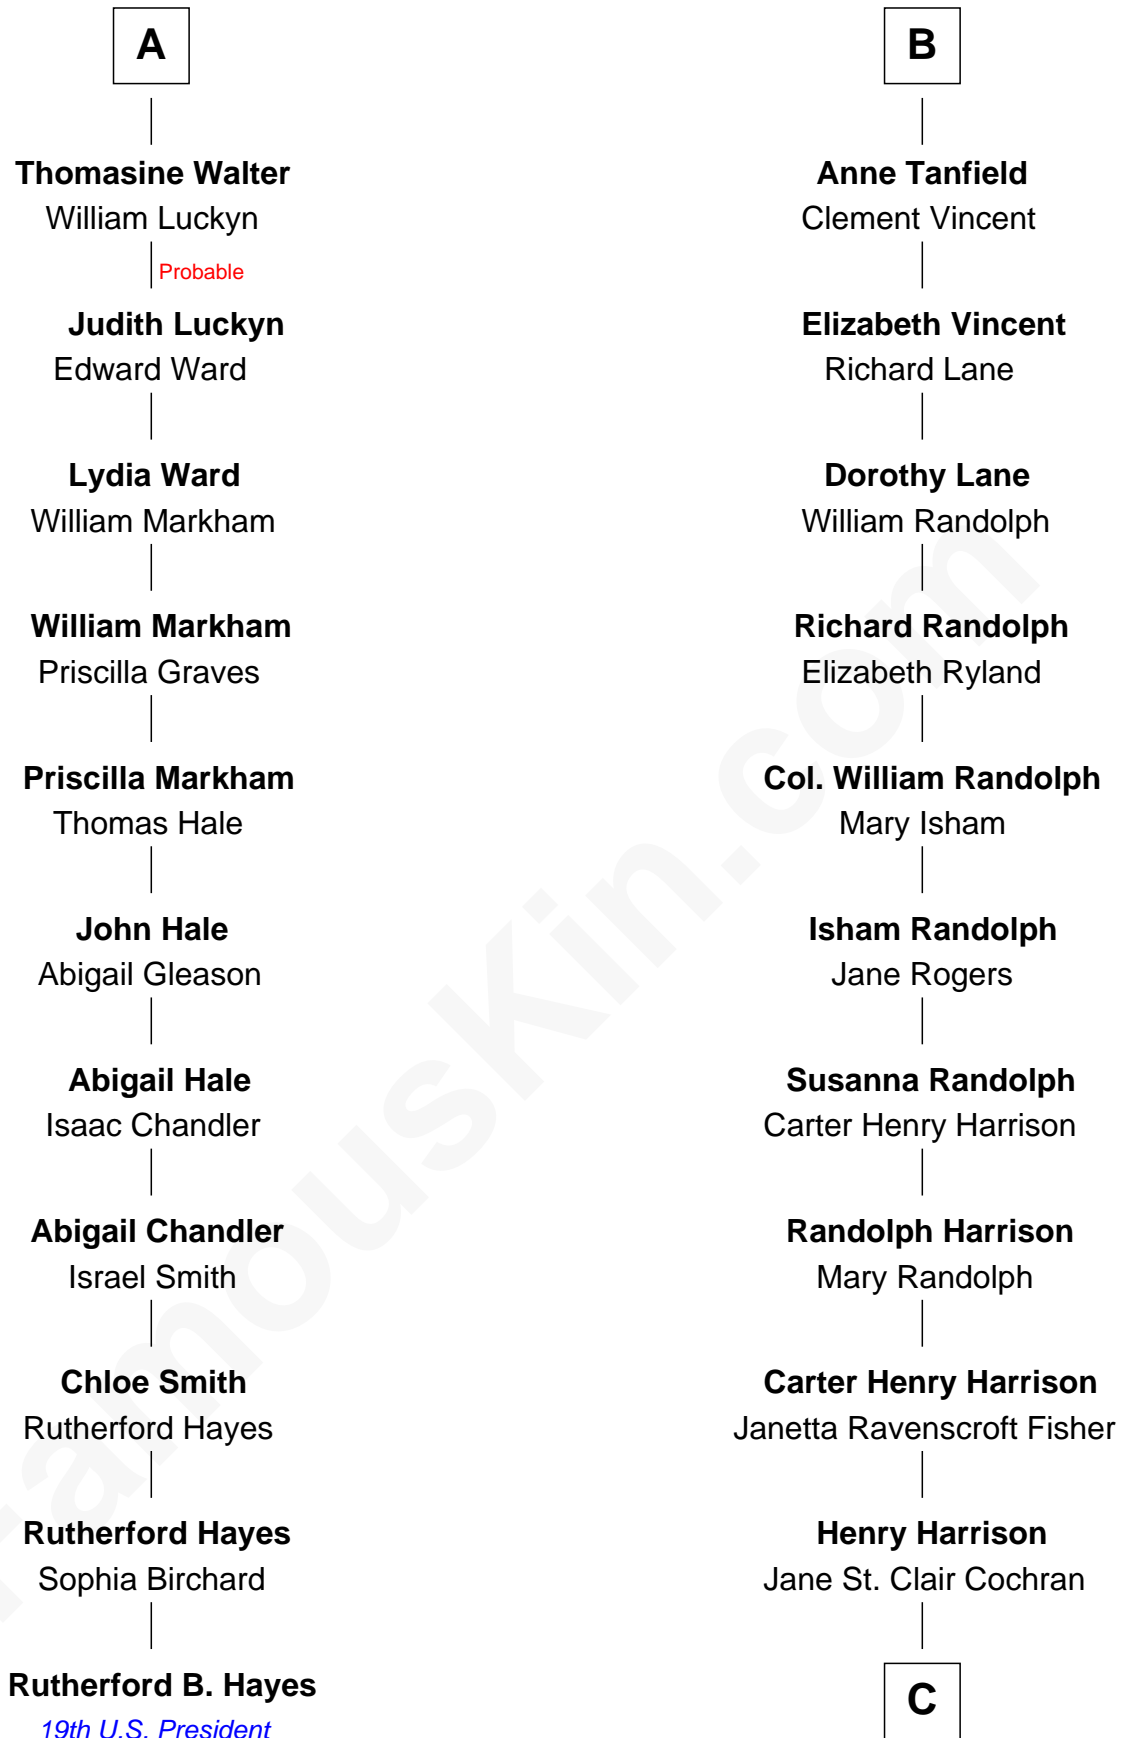 A
Thomasine Walter
William Luckyn
Probable
Judith Luckyn
Edward Ward
Lydia Ward
William Markham
William Markham
Priscilla Graves
Priscilla Markham
Thomas Hale
John Hale
Abigail Gleason
Abigail Hale
Isaac Chandler
Abigail Chandler
Israel Smith
Chloe Smith
Rutherford Hayes
Rutherford Hayes
Sophia Birchard
Rutherford B. Hayes
19th U.S. President
B
Anne Tanfield
Clement Vincent
Elizabeth Vincent
Richard Lane
Dorothy Lane
William Randolph
Richard Randolph
Elizabeth Ryland
Col. William Randolph
Mary Isham
Isham Randolph
Jane Rogers
Susanna Randolph
Carter Henry Harrison
Randolph Harrison
Mary Randolph
Carter Henry Harrison
Janetta Ravenscroft Fisher
Henry Harrison
Jane St. Clair Cochran
C
FamousKin.com